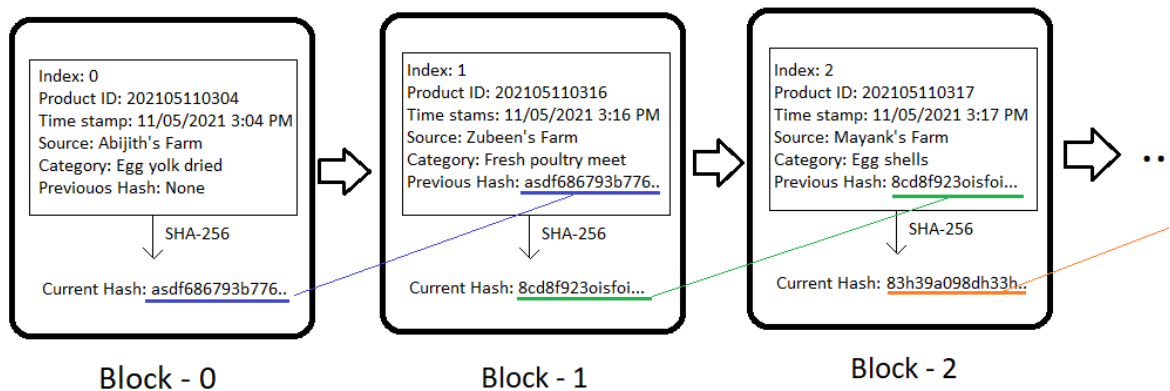 Index: 0
Product ID: 202105110304
Time stamp: 11/05/2021 3:04 PM
Source: Abijith's Farm
Category: Egg yolk dried
Previouos Hash: None
SHA-256
Current Hash: asdf686793b776..
Block - 0
Index: 1
Product ID: 202105110316
Time stams: 11/05/2021 3:16 PM
Source: Zubeen's Farm
Category: Fresh poultry meet
Previous Hash: asdf686793b776..
SHA-256
Current Hash: 8cd8f923oisfoi...
Block - 1
Index: 2
Product ID: 202105110317
Time stamp: 11/05/2021 3:17 PM
Source: Mayank's Farm
Category: Egg shells
Previous Hash: 8cd8f923oisfoi...
SHA-256
Current Hash: 83h39a098dh33h..
Block - 2
...